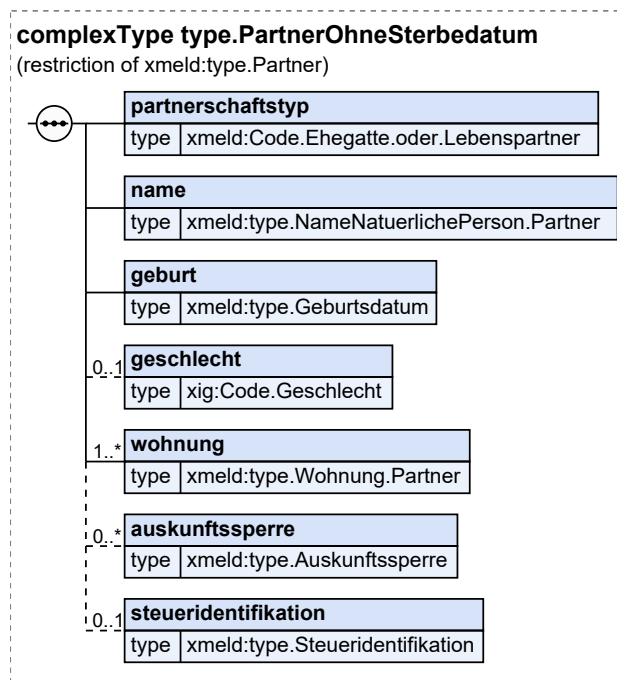 complexType type.PartnerOhneSterbedatum
(restriction of xmeld:type.Partner)
partnerschaftstyp
type xmeld:Code.Ehegatte.oder.Lebenspartner
name
type xmeld:type.NameNatuerlichePerson.Partner
geburt
type xmeld:type.Geburtsdatum
0..1 geschlecht
type xig:Code.Geschlecht
1..* wohnung
type xmeld:type.Wohnung.Partner
0..* auskunftssperre
type xmeld:type.Auskunftssperre
0..1 steueridentifikation
type xmeld:type.Steueridentifikation